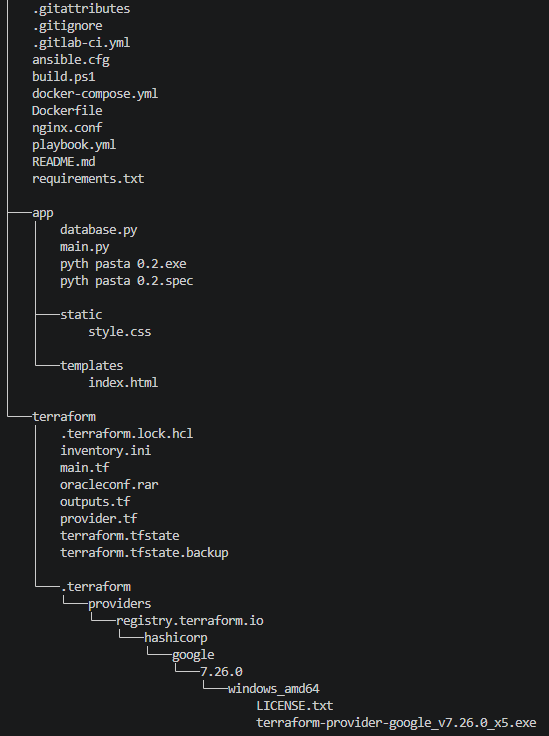 .gitattributes
.gitignore
.gitlab-ci.yml
ansible.cfg
build.ps1
docker-compose.yml
Dockerfile
nginx.conf
playbook.yml
README.md
requirements.txt
app
database.py
main.py
pyth pasta 0.2.exe
pyth pasta 0.2.spec
static
style.css
templates
index.html
terraform
.terraform.lock.hcl
inventory.ini
main.tf
oracleconf.rar
outputs.tf
provider.tf
terraform.tfstate
terraform.tfstate.backup
.terraform
providers
registry.terraform.io
hashicorp
google
7.26.0
windows_amd64
LICENSE.txt
terraform-provider-google_v7.26.0_x5.exe